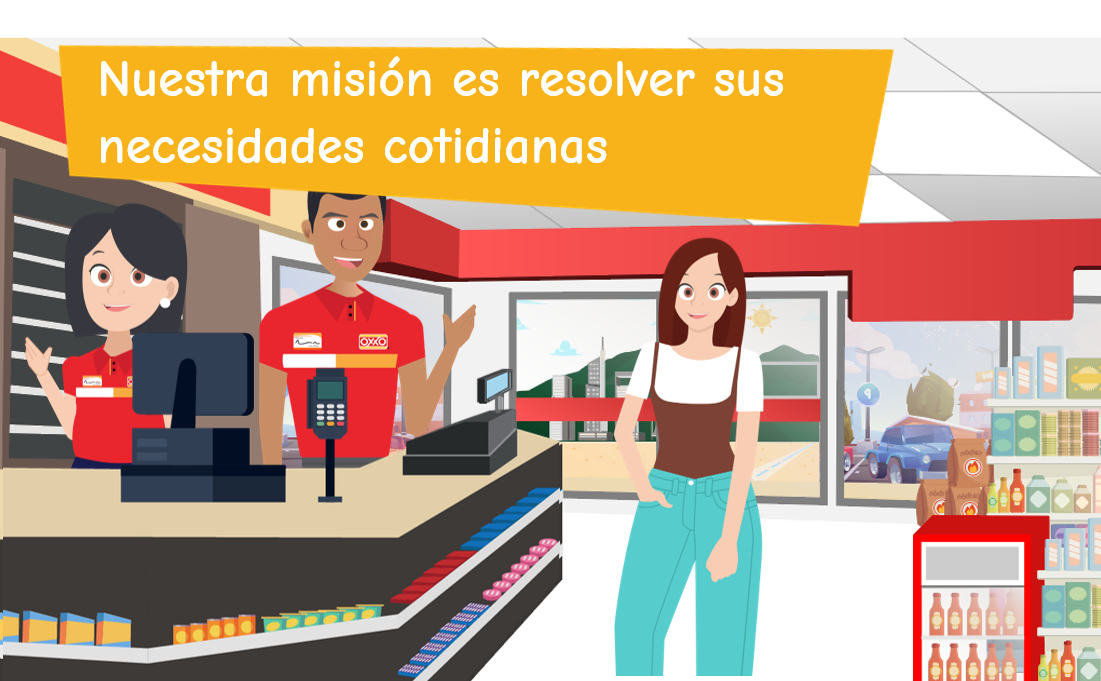 Nuestra misión es resolver sus
necesidades cotidianas
OXXO